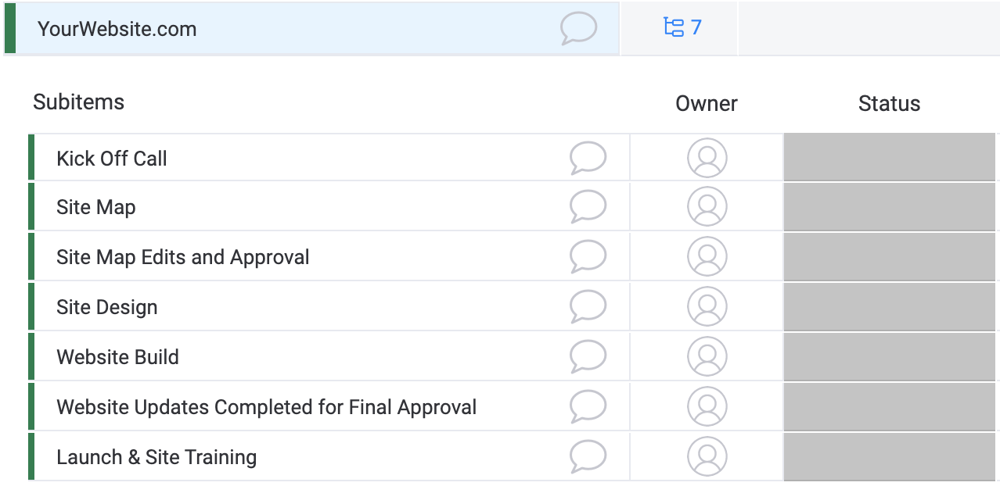 YourWebsite.com 7
Subitems Owner Status
Kick Off Call
Site Map
Site Map Edits and Approval
Site Design
Website Build
Website Updates Completed for Final Approval
Launch & Site Training